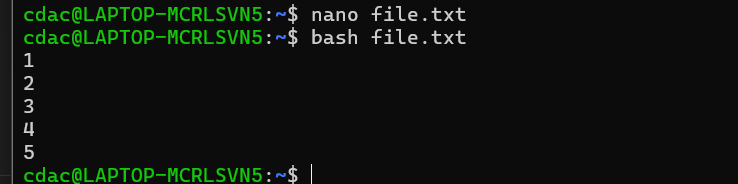 cdac@LAPTOP-MCRLSVN5:~$ nano file.txt
cdac@LAPTOP-MCRLSVN5:~$ bash file.txt
1
2
3
4
5
cdac@LAPTOP-MCRLSVN5:~$